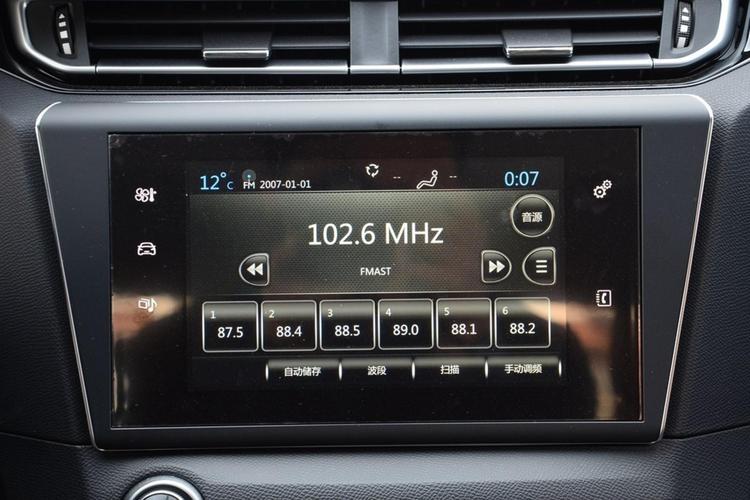 12°C FM 2007-01-01 -- -- 0:07
音源
102.6 MHz
FMAST
1 2 3 4 5 6
87.5 88.4 88.5 89.0 88.1 88.2
自动储存 波段 扫描 手动调频